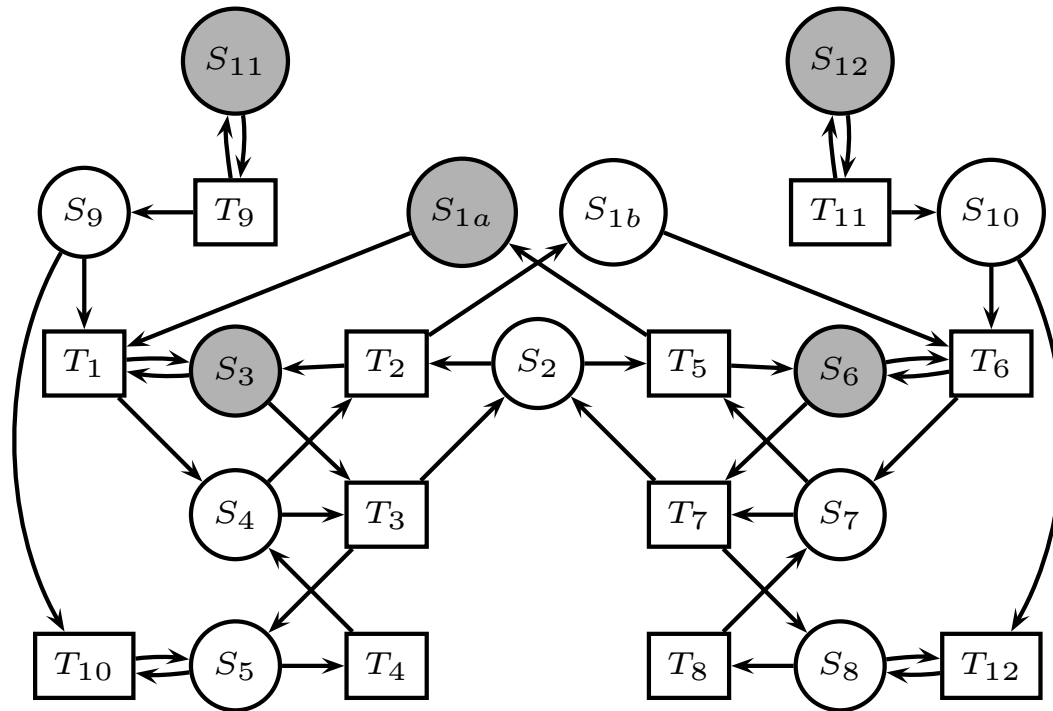 S₁₁ S₁₂
S₉ T₉ S₁ₐ S₁b T₁₁ S₁₀
T₁ S₃ T₂ S₂ T₅ S₆ T₆
S₄ T₃ T₇ S₇
T₁₀ S₅ T₄ T₈ S₈ T₁₂